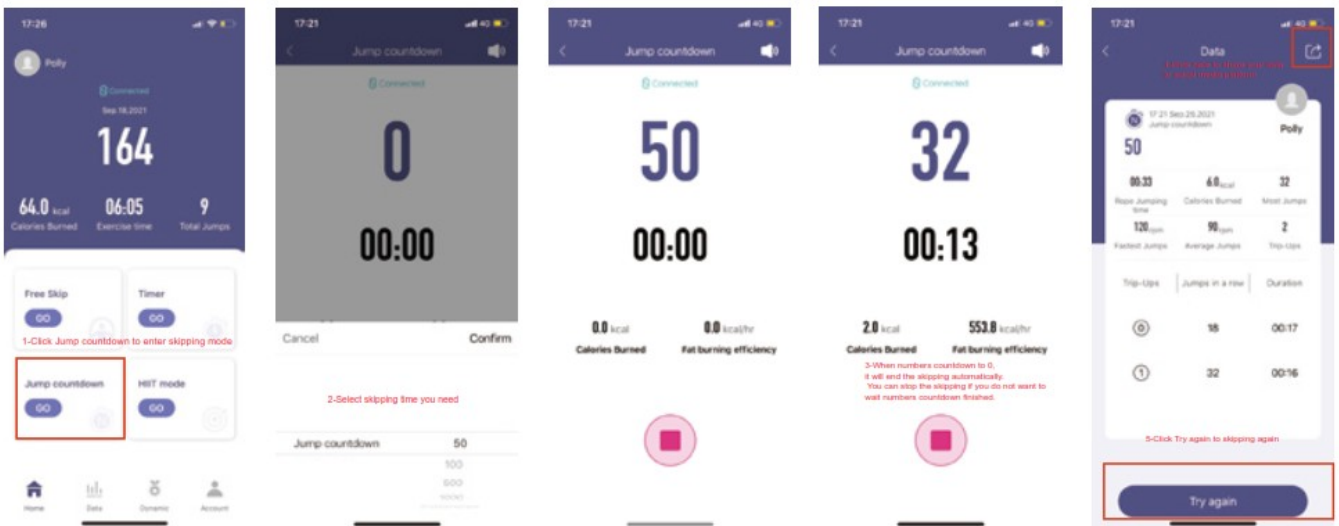 17:26
Polly
Connected
Sep 18,2021
164
64.0 kcal 06:05 9
Calories Burned Exercise time Total Jumps
Free Skip Timer
GO GO
1-Click Jump countdown to enter skipping mode
Jump countdown HIIT mode
GO GO
Home Data Dynamic Account
17:21 4G
Jump countdown
Connected
0
00:00
Cancel Confirm
2-Select skipping time you need
Jump countdown 50
100
500
17:21 4G
Jump countdown
Connected
50
00:00
0.0 kcal 0.0 kcal/hr
Calories Burned Fat burning efficiency
17:21 4G
Jump countdown
Connected
32
00:13
2.0 kcal 553.8 kcal/hr
Calories Burned Fat burning efficiency
3-When numbers countdown to 0,
it will end the skipping automatically.
You can stop the skipping if you do not want to
wait numbers countdown finished.
17:21 4G
Data
17:21 Sep 25,2021
Jump countdown
Polly
50
00:33 6.0 kcal 32
Rope Jumping time Calories Burned Most Jumps
120 rpm 90 rpm 2
Fastest Jumps Average Jumps Trip-Ups
Trip-Ups Jumps in a row Duration
0 18 00:17
1 32 00:16
5-Click Try again to skipping again
Try again